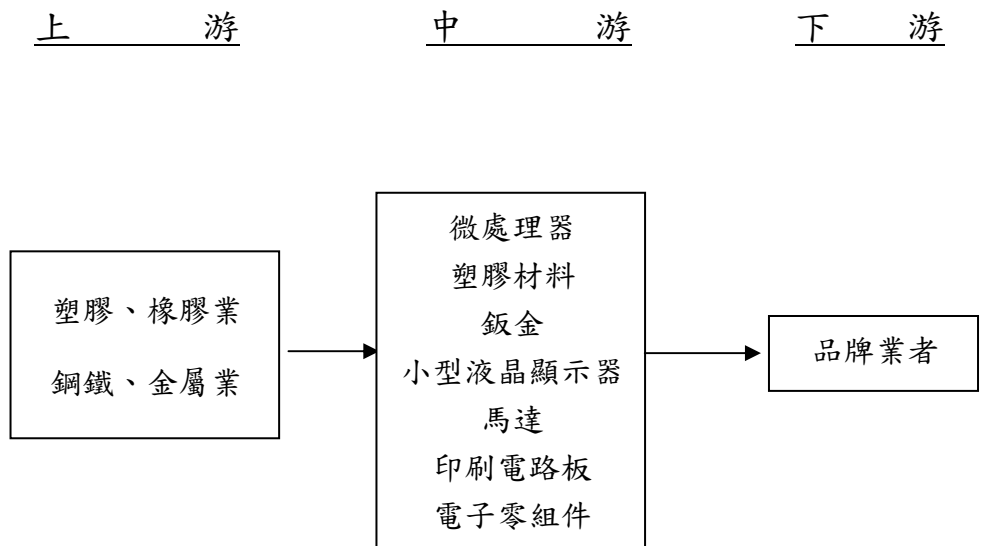 上游
中游
下游
塑膠、橡膠業
鋼鐵、金屬業
微處理器
塑膠材料
鈑金
小型液晶顯示器
馬達
印刷電路板
電子零組件
品牌業者